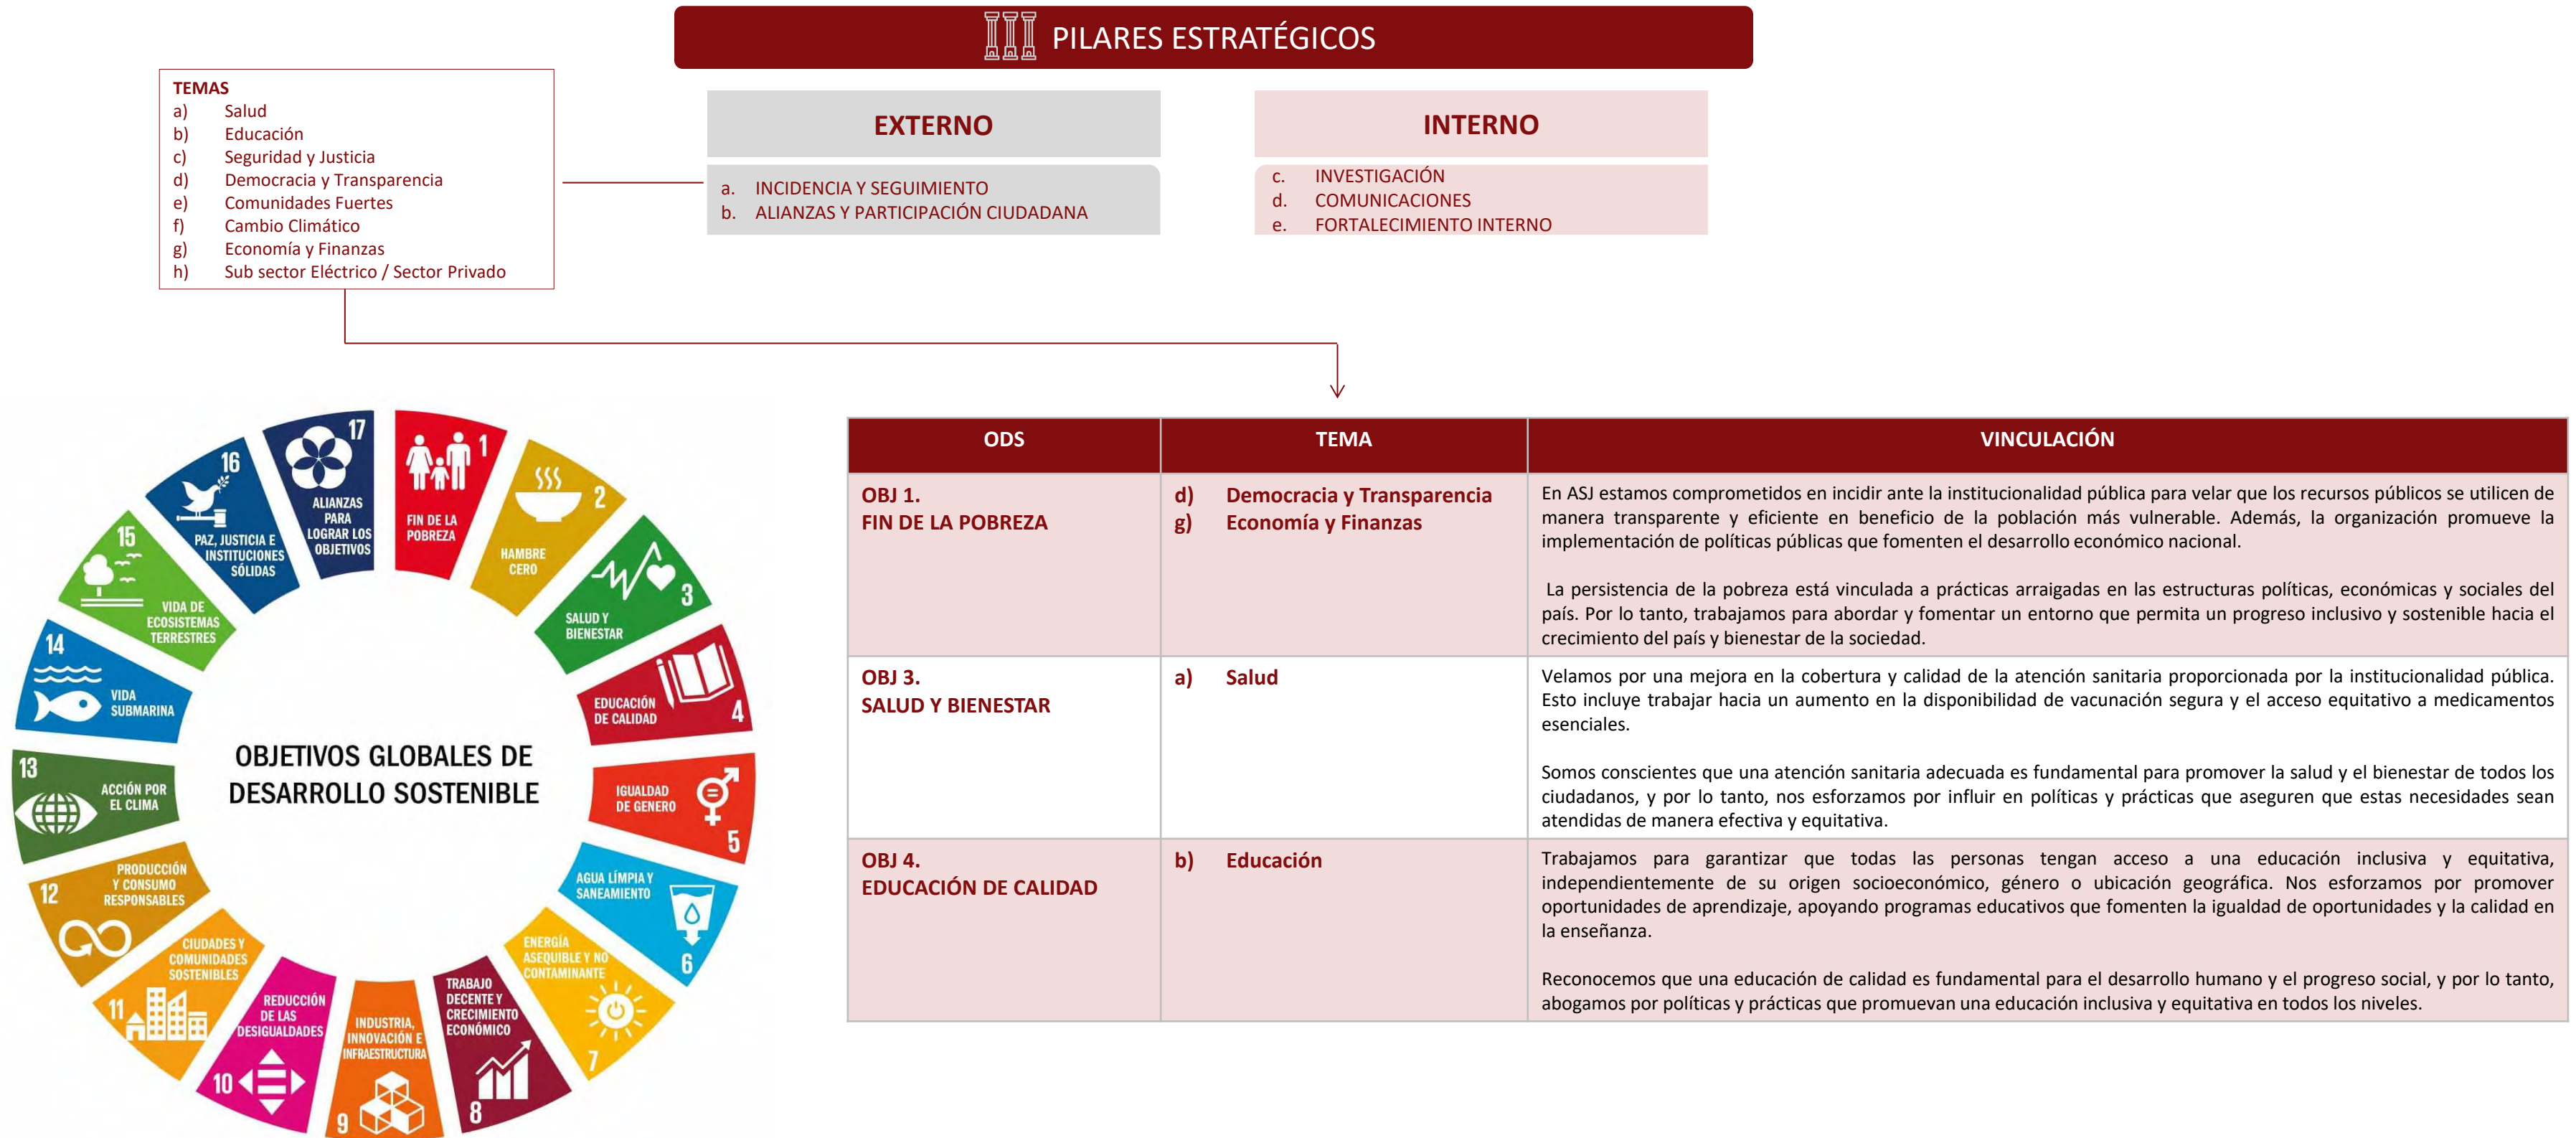 PILARES ESTRATÉGICOS
TEMAS
a) Salud
b) Educación
c) Seguridad y Justicia
d) Democracia y Transparencia
e) Comunidades Fuertes
f) Cambio Climático
g) Economía y Finanzas
h) Sub sector Eléctrico / Sector Privado
EXTERNO
a. INCIDENCIA Y SEGUIMIENTO
b. ALIANZAS Y PARTICIPACIÓN CIUDADANA
INTERNO
c. INVESTIGACIÓN
d. COMUNICACIONES
e. FORTALECIMIENTO INTERNO
OBJETIVOS GLOBALES DE
DESARROLLO SOSTENIBLE
1
FIN DE LA
POBREZA
2
HAMBRE
CERO
3
SALUD Y
BIENESTAR
4
EDUCACIÓN
DE CALIDAD
5
IGUALDAD
DE GENERO
6
AGUA LÍMPIA Y
SANEAMIENTO
7
ENERGÍA
ASEQUIBLE Y NO
CONTAMINANTE
8
TRABAJO
DECENTE Y
CRECIMIENTO
ECONÓMICO
9
INDUSTRIA,
INNOVACIÓN E
INFRAESTRUCTURA
10
REDUCCIÓN
DE LAS
DESIGUALDADES
11
CIUDADES Y
COMUNIDADES
SOSTENIBLES
12
PRODUCCIÓN
Y CONSUMO
RESPONSABLES
13
ACCIÓN POR
EL CLIMA
14
VIDA
SUBMARINA
15
VIDA DE
ECOSISTEMAS
TERRESTRES
16
PAZ, JUSTICIA E
INSTITUCIONES
SÓLIDAS
17
ALIANZAS
PARA
LOGRAR LOS
OBJETIVOS
ODS TEMA VINCULACIÓN
OBJ 1.
FIN DE LA POBREZA
d) Democracia y Transparencia
g) Economía y Finanzas
En ASJ estamos comprometidos en incidir ante la institucionalidad pública para velar que los recursos públicos se utilicen de
manera transparente y eficiente en beneficio de la población más vulnerable. Además, la organización promueve la
implementación de políticas públicas que fomenten el desarrollo económico nacional.
La persistencia de la pobreza está vinculada a prácticas arraigadas en las estructuras políticas, económicas y sociales del
país. Por lo tanto, trabajamos para abordar y fomentar un entorno que permita un progreso inclusivo y sostenible hacia el
crecimiento del país y bienestar de la sociedad.
OBJ 3.
SALUD Y BIENESTAR
a) Salud
Velamos por una mejora en la cobertura y calidad de la atención sanitaria proporcionada por la institucionalidad pública.
Esto incluye trabajar hacia un aumento en la disponibilidad de vacunación segura y el acceso equitativo a medicamentos
esenciales.
Somos conscientes que una atención sanitaria adecuada es fundamental para promover la salud y el bienestar de todos los
ciudadanos, y por lo tanto, nos esforzamos por influir en políticas y prácticas que aseguren que estas necesidades sean
atendidas de manera efectiva y equitativa.
OBJ 4.
EDUCACIÓN DE CALIDAD
b) Educación
Trabajamos para garantizar que todas las personas tengan acceso a una educación inclusiva y equitativa,
independientemente de su origen socioeconómico, género o ubicación geográfica. Nos esforzamos por promover
oportunidades de aprendizaje, apoyando programas educativos que fomenten la igualdad de oportunidades y la calidad en
la enseñanza.
Reconocemos que una educación de calidad es fundamental para el desarrollo humano y el progreso social, y por lo tanto,
abogamos por políticas y prácticas que promuevan una educación inclusiva y equitativa en todos los niveles.